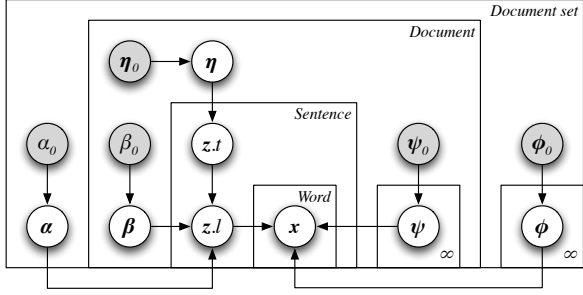 Document set
Document
η₀ η
Sentence
α₀ β₀ z.t ψ₀ ϕ₀
Word
α β z.l x ψ ϕ
∞ ∞